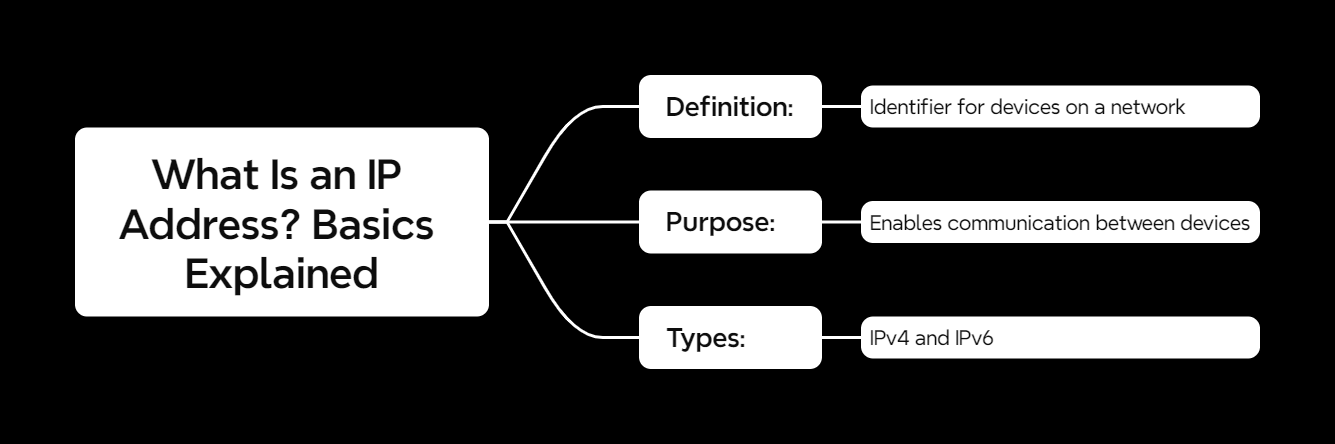 What Is an IP
Address? Basics
Explained
Definition:
Identifier for devices on a network
Purpose:
Enables communication between devices
Types:
IPv4 and IPv6